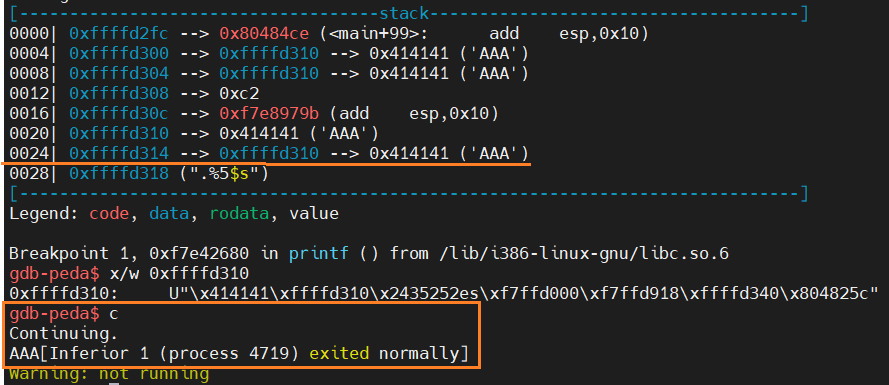 [------------------------------------stack-------------------------------------]
0000| 0xffffd2fc --> 0x80484ce (<main+99>:	add    esp,0x10)
0004| 0xffffd300 --> 0xffffd310 --> 0x414141 ('AAA')
0008| 0xffffd304 --> 0xffffd310 --> 0x414141 ('AAA')
0012| 0xffffd308 --> 0xc2
0016| 0xffffd30c --> 0xf7e8979b (add    esp,0x10)
0020| 0xffffd310 --> 0x414141 ('AAA')
0024| 0xffffd314 --> 0xffffd310 --> 0x414141 ('AAA')
0028| 0xffffd318 (".%5$s")
[------------------------------------------------------------------------------]
Legend: code, data, rodata, value
Breakpoint 1, 0xf7e42680 in printf () from /lib/i386-linux-gnu/libc.so.6
gdb-peda$ x/w 0xffffd310
0xffffd310:	U"\x414141\xffffd310\x2435252es\xf7ffd000\xf7ffd918\xffffd340\x804825c"
gdb-peda$ c
Continuing.
AAA[Inferior 1 (process 4719) exited normally]
Warning: not running